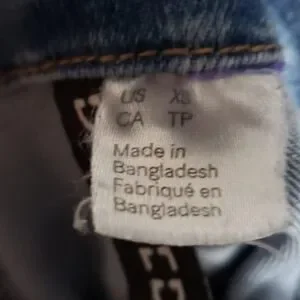 US XS
CA TP
Made in
Bangladesh
Fabriqué en
Bangladesh